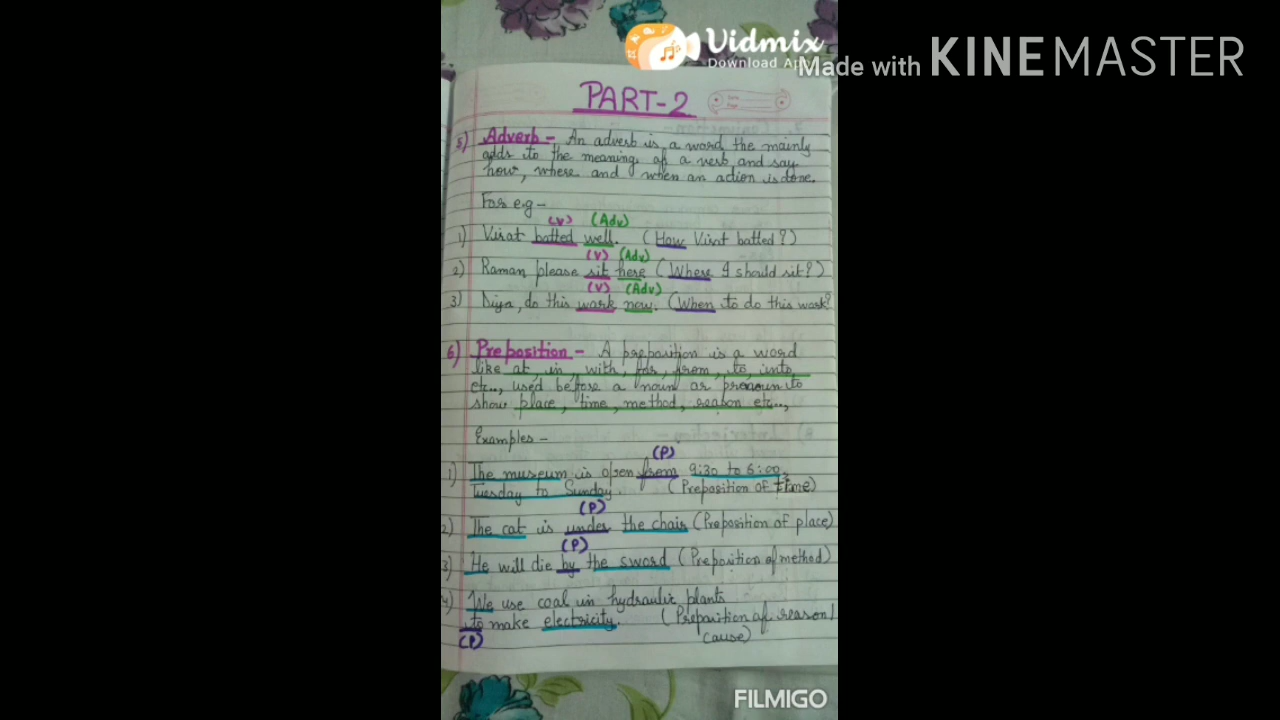 Vidmix
Download App
Made with KINEMASTER
PART-2
5) Adverb - An adverb is a word the mainly
adds to the meaning of a verb and say
how, where and when an action is done.
For e.g -
(V) (Adv)
1) Virat batted well. (How Virat batted?)
(V) (Adv)
2) Raman please sit here (Where I should sit?)
(V) (Adv)
3) Diya, do this work now. (When to do this work?
6) Preposition - A preposition is a word
like at, in, with, for, from, to, into
etc.., used before a noun or pronoun to
show place, time, method, reason etc..,
Examples -
(P)
1) The museum is open from 9:30 to 6:00,
Tuesday to Sunday. (Preposition of time)
(P)
2) The cat is under the chair (Preposition of place)
(P)
3) He will die by the sword (Preposition of method)
4) We use coal in hydraulic plants
to make electricity. (Preposition of reason/
(P) cause)
FILMIGO